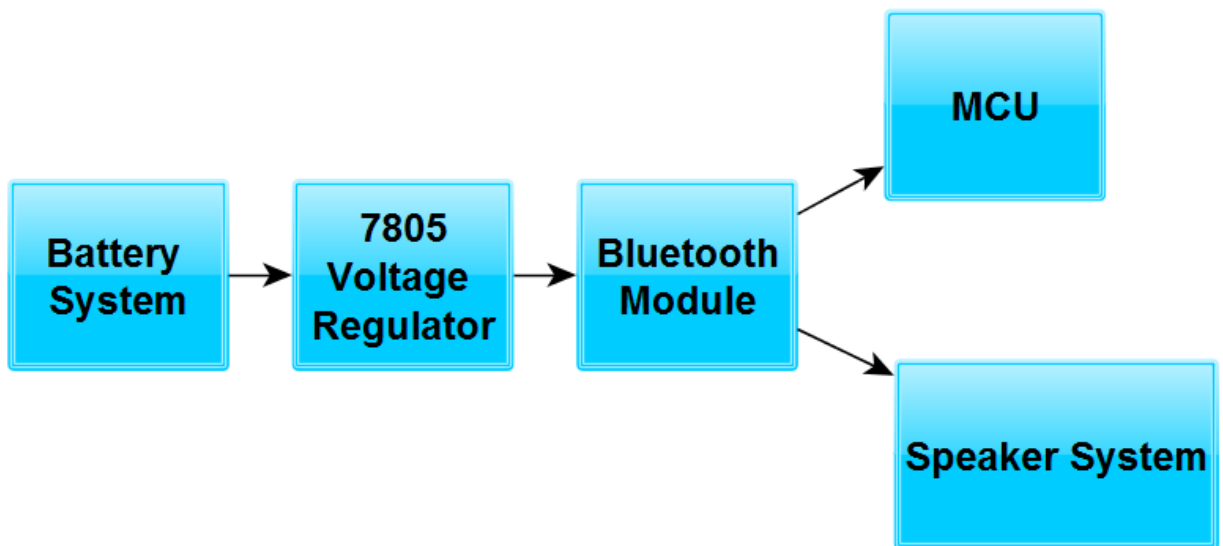 Battery
System
7805
Voltage
Regulator
Bluetooth
Module
MCU
Speaker System